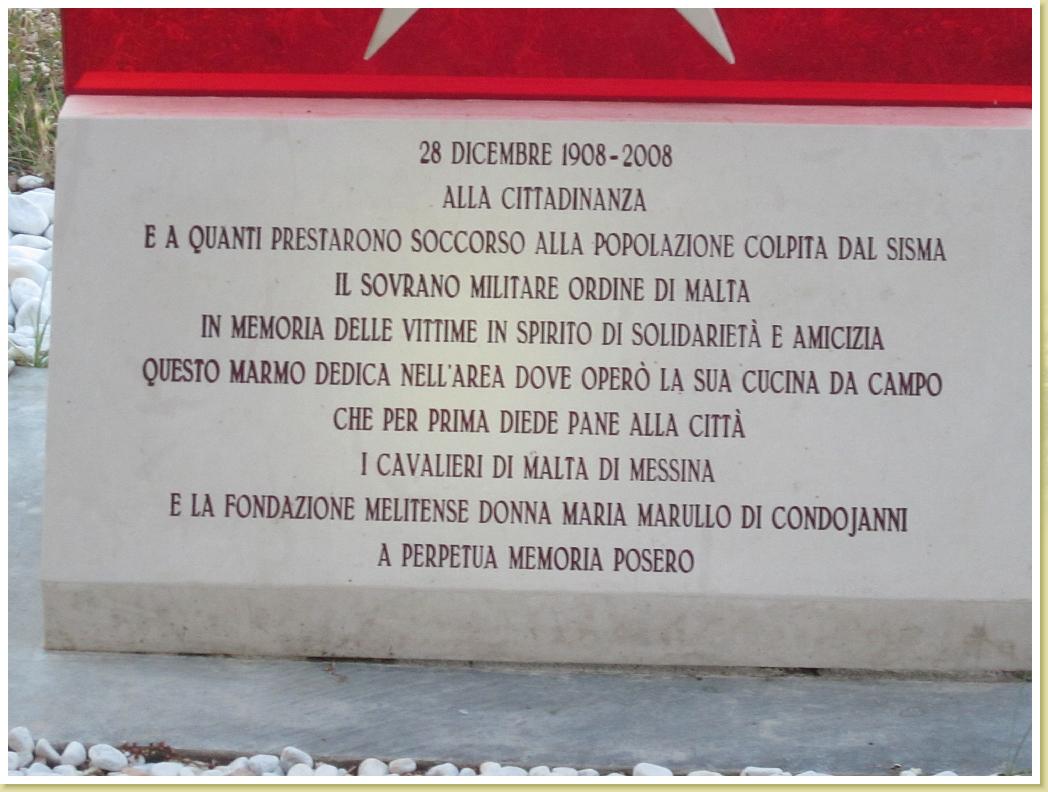 28 DICEMBRE 1908-2008
ALLA CITTADINANZA
E A QUANTI PRESTARONO SOCCORSO ALLA POPOLAZIONE COLPITA DAL SISMA
IL SOVRANO MILITARE ORDINE DI MALTA
IN MEMORIA DELLE VITTIME IN SPIRITO DI SOLIDARIETÀ E AMICIZIA
QUESTO MARMO DEDICA NELL'AREA DOVE OPERÒ LA SUA CUCINA DA CAMPO
CHE PER PRIMA DIEDE PANE ALLA CITTÀ
I CAVALIERI DI MALTA DI MESSINA
E LA FONDAZIONE MELITENSE DONNA MARIA MARULLO DI CONDOJANNI
A PERPETUA MEMORIA POSERO